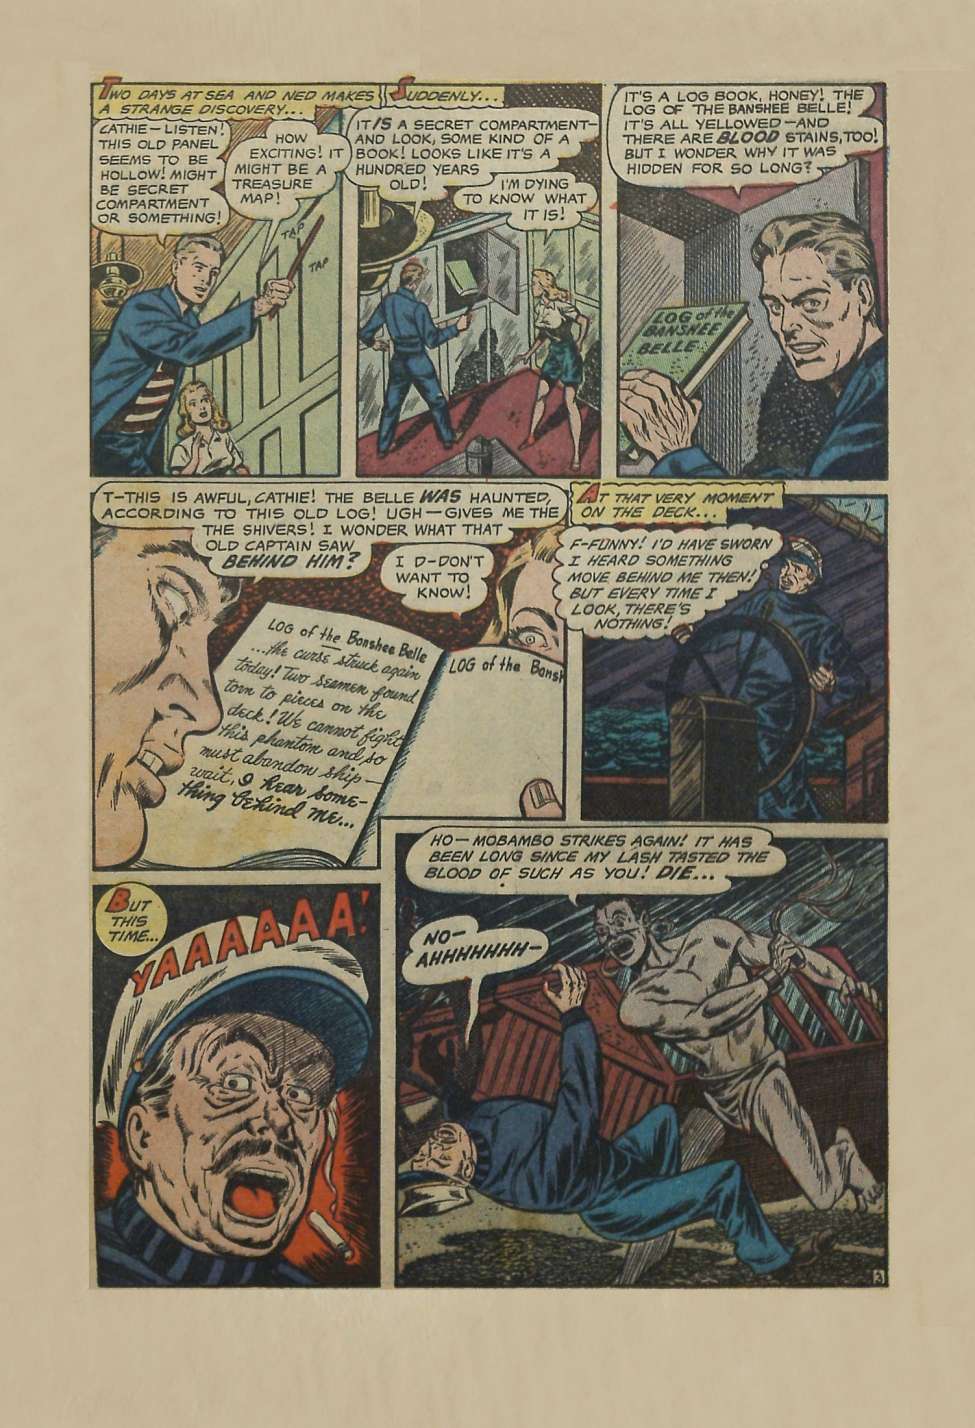 TWO DAYS AT SEA AND NED MAKES
A STRANGE DISCOVERY...
CATHIE—LISTEN!
THIS OLD PANEL
SEEMS TO BE
HOLLOW! MIGHT
BE SECRET
COMPARTMENT
OR SOMETHING!
HOW
EXCITING! IT
MIGHT BE A
TREASURE
MAP!
TAP
TAP
SUDDENLY...
IT IS A SECRET COMPARTMENT—
AND LOOK, SOME KIND OF A
BOOK! LOOKS LIKE IT'S A
HUNDRED YEARS
OLD!
I'M DYING
TO KNOW WHAT
IT IS!
IT'S A LOG BOOK, HONEY! THE
LOG OF THE BANSHEE BELLE!
IT'S ALL YELLOWED—AND
THERE ARE BLOOD STAINS, TOO!
BUT I WONDER WHY IT WAS
HIDDEN FOR SO LONG?
LOG of the
BANSHEE
BELLE
T—THIS IS AWFUL, CATHIE! THE BELLE WAS HAUNTED,
ACCORDING TO THIS OLD LOG! UGH—GIVES ME THE
THE SHIVERS! I WONDER WHAT THAT
OLD CAPTAIN SAW
BEHIND HIM?
I D-DON'T
WANT TO
KNOW!
LOG of the Banshee Belle
...the curse struck again
today! Two seamen found
torn to pieces on the
deck! We cannot fight
this phantom and so
must abandon ship—
wait, I hear some-
thing behind me...
LOG of the Bansh
AT THAT VERY MOMENT
ON THE DECK...
F-FUNNY! I'D HAVE SWORN
I HEARD SOMETHING
MOVE BEHIND ME THEN!
BUT EVERY TIME I
LOOK, THERE'S
NOTHING!
BUT
THIS
TIME...
YAAAAAA!
HO—MOBAMBO STRIKES AGAIN! IT HAS
BEEN LONG SINCE MY LASH TASTED THE
BLOOD OF SUCH AS YOU! DIE...
NO—
AHHHHHHH—
3